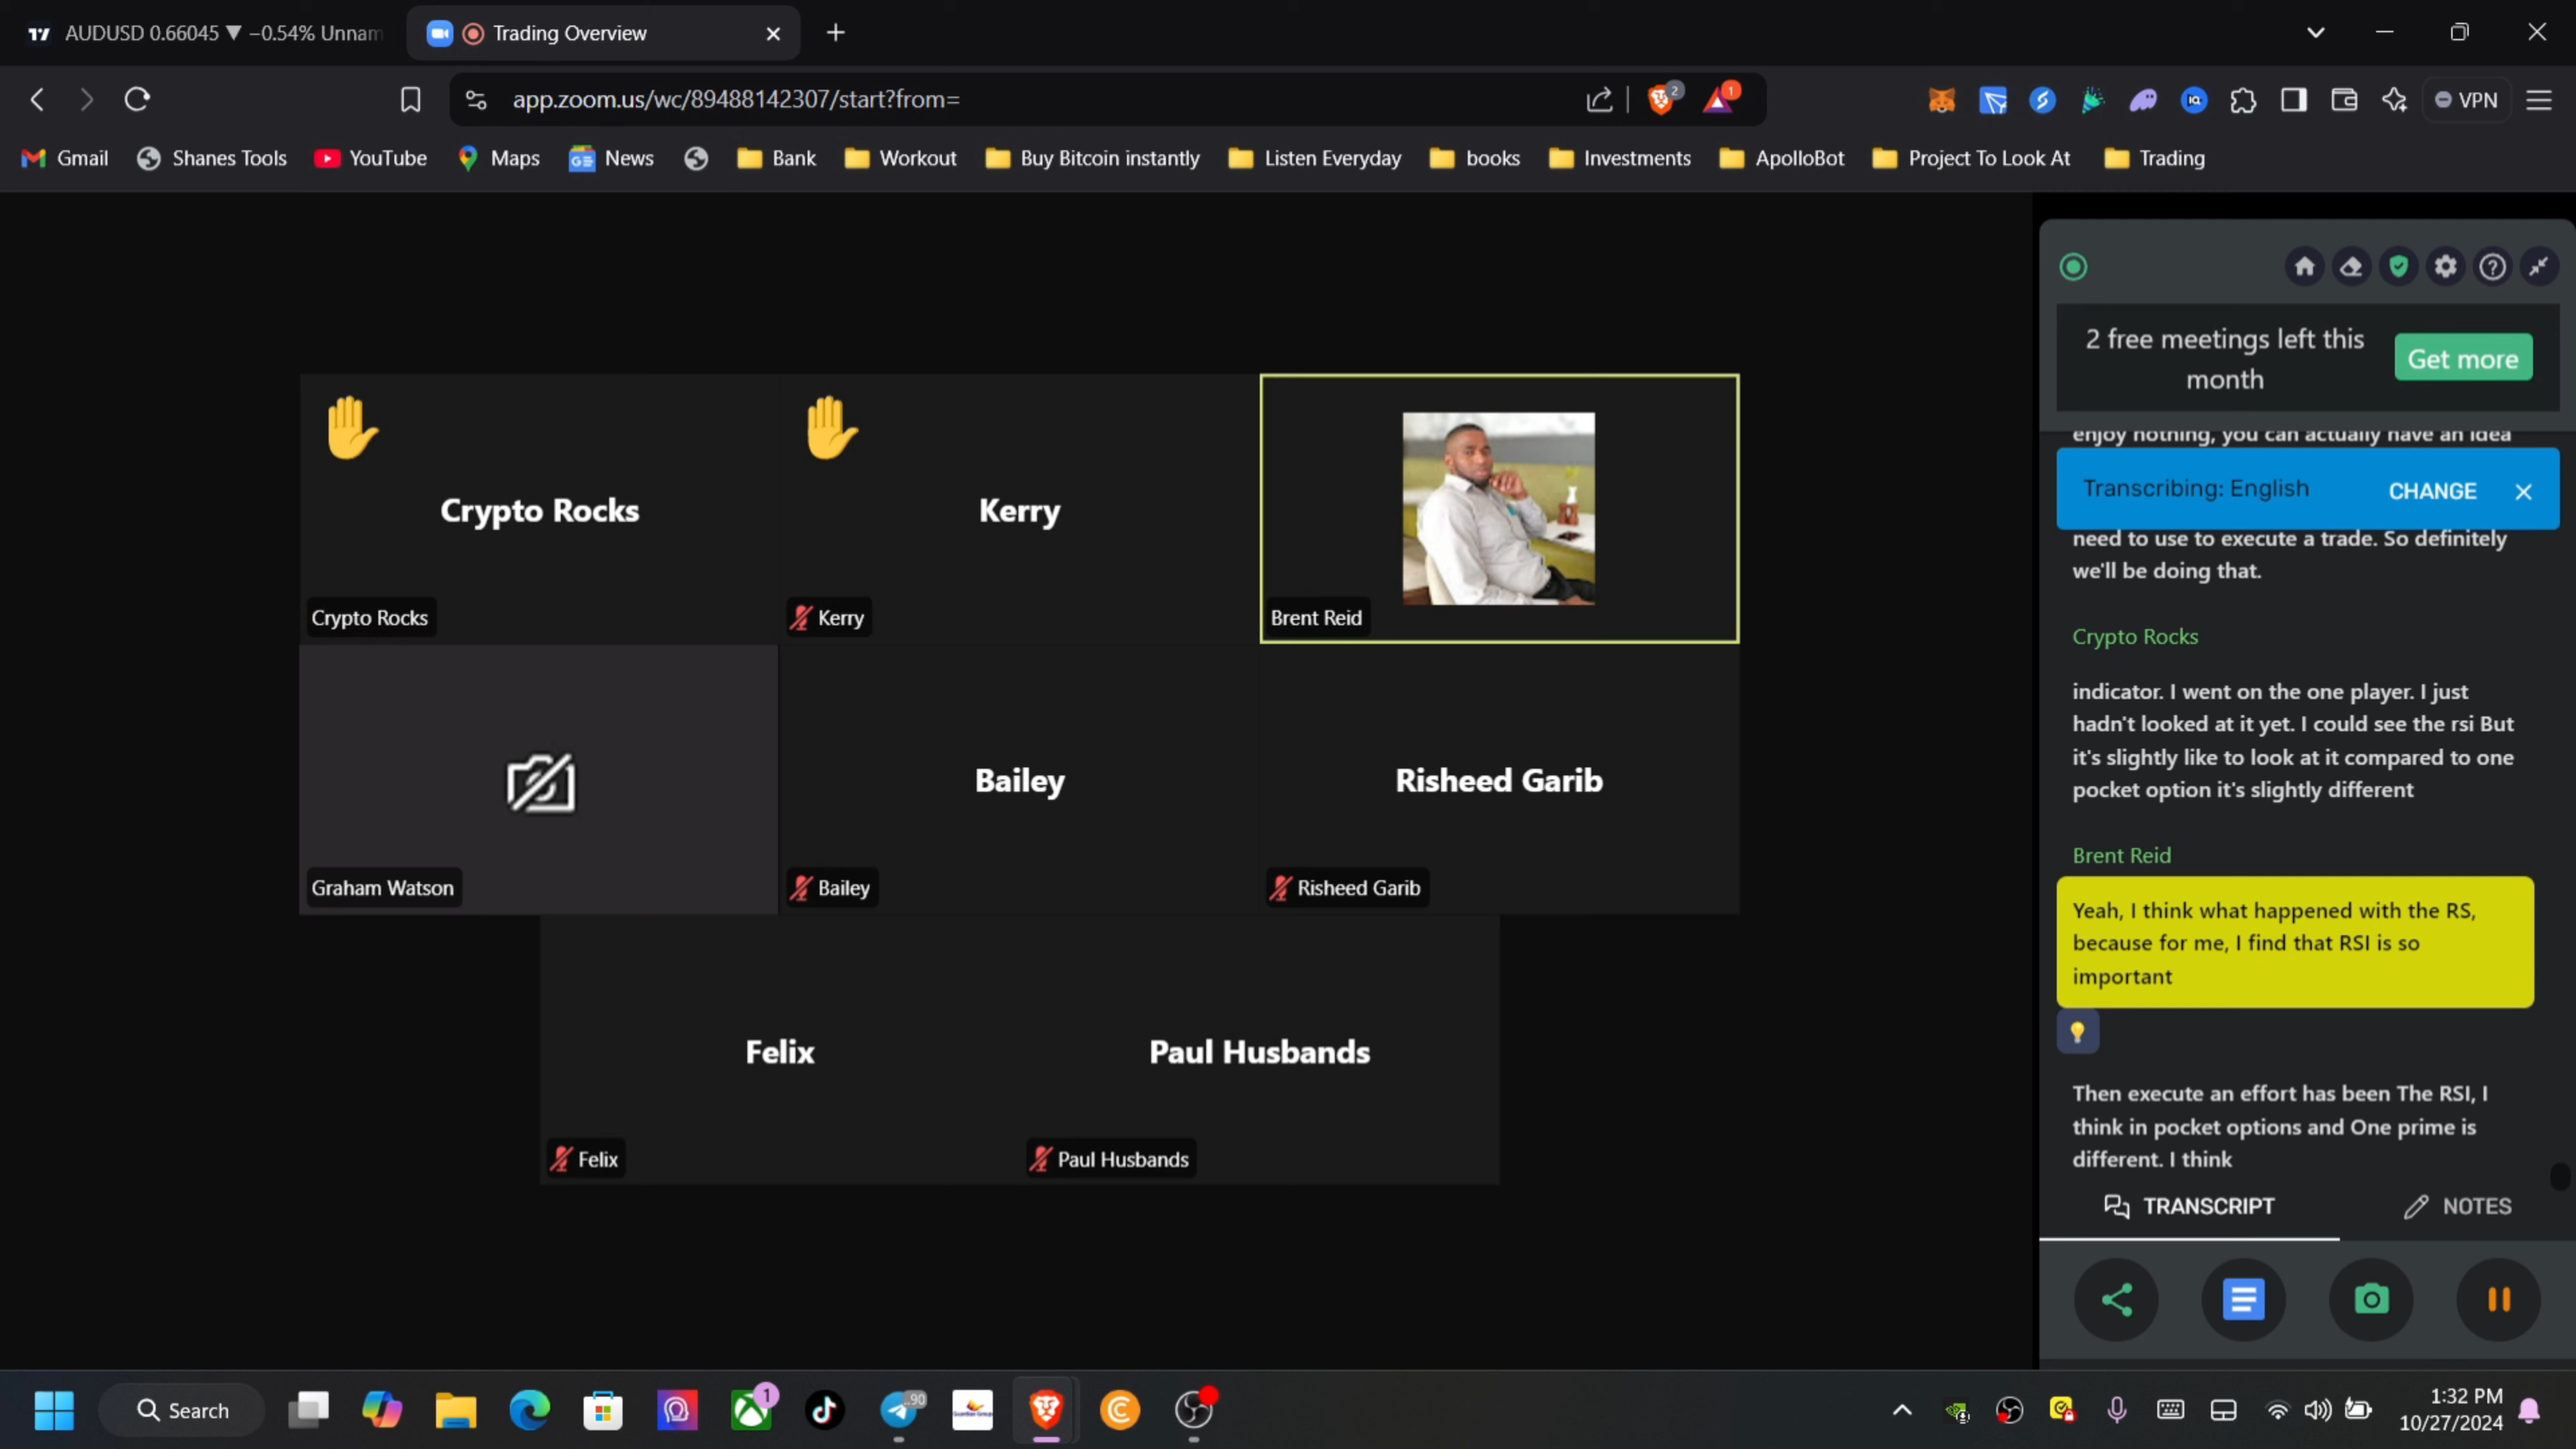 AUDUSD 0.66045 ▼ −0.54% Unnam
Trading Overview
app.zoom.us/wc/89488142307/start?from=
2
1
VPN
Gmail
Shanes Tools
YouTube
Maps
News
Bank
Workout
Buy Bitcoin instantly
Listen Everyday
books
Investments
ApolloBot
Project To Look At
Trading
Crypto Rocks
Crypto Rocks
Kerry
Kerry
Brent Reid
Graham Watson
Bailey
Bailey
Risheed Garib
Risheed Garib
Felix
Felix
Paul Husbands
Paul Husbands
2 free meetings left this
month
Get more
enjoy nothing, you can actually have an idea
Transcribing: English
CHANGE
need to use to execute a trade. So definitely
we'll be doing that.
Crypto Rocks
indicator. I went on the one player. I just
hadn't looked at it yet. I could see the rsi But
it's slightly like to look at it compared to one
pocket option it's slightly different
Brent Reid
Yeah, I think what happened with the RS,
because for me, I find that RSI is so
important
Then execute an effort has been The RSI, I
think in pocket options and One prime is
different. I think
TRANSCRIPT
NOTES
Search
1
90
1:32 PM
10/27/2024